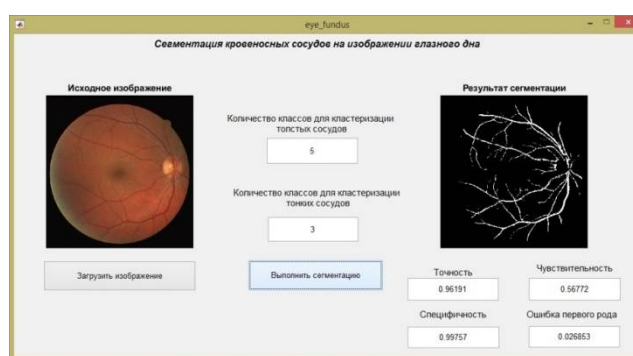 eye_fundus
Сегментация кровеносных сосудов на изображении глазного дна
Исходное изображение
Количество классов для кластеризации
толстых сосудов
5
Количество классов для кластеризации
тонких сосудов
3
Загрузить изображение
Выполнить сегментацию
Результат сегментации
Точность
0.96191
Чувствительность
0.56772
Специфичность
0.99757
Ошибка первого рода
0.026853